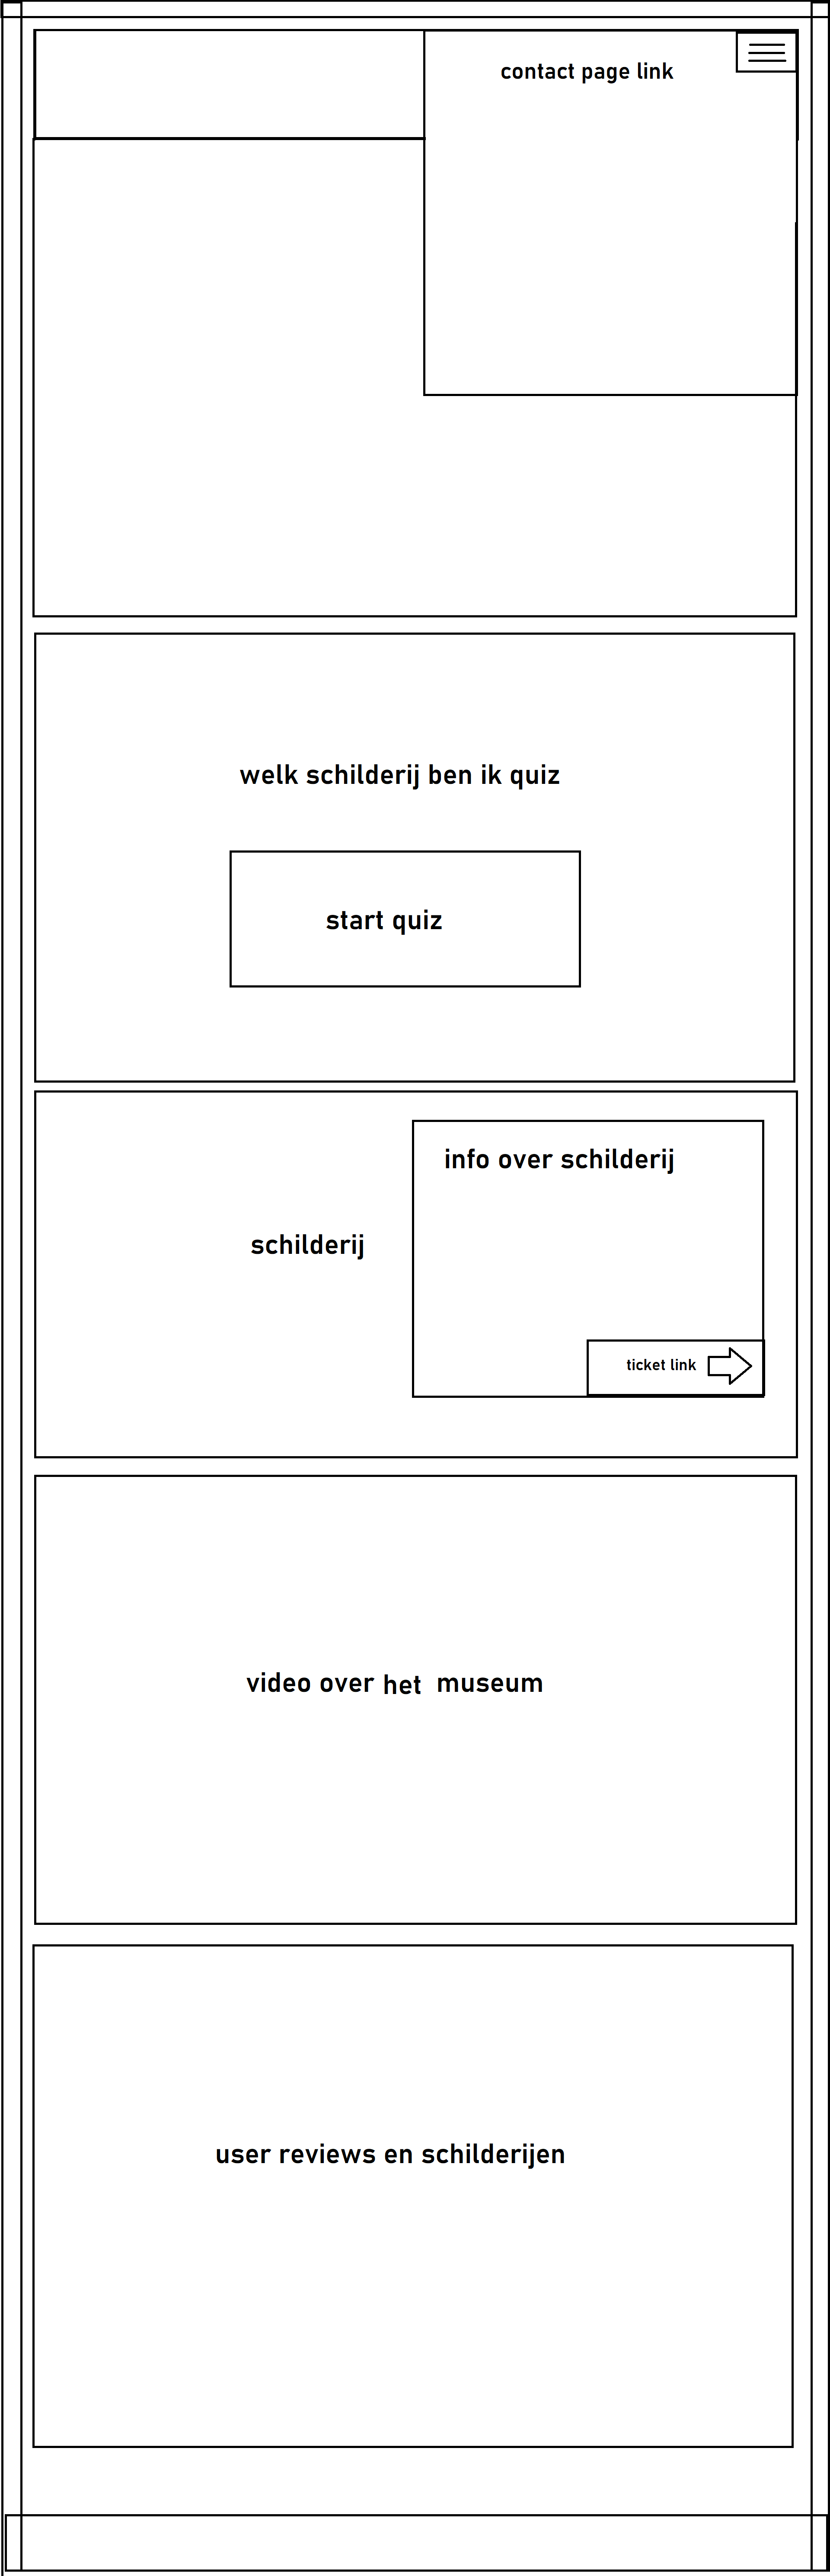 contact page link
welk schilderij ben ik quiz
start quiz
info over schilderij
schilderij
ticket link
video over het museum
user reviews en schilderijen